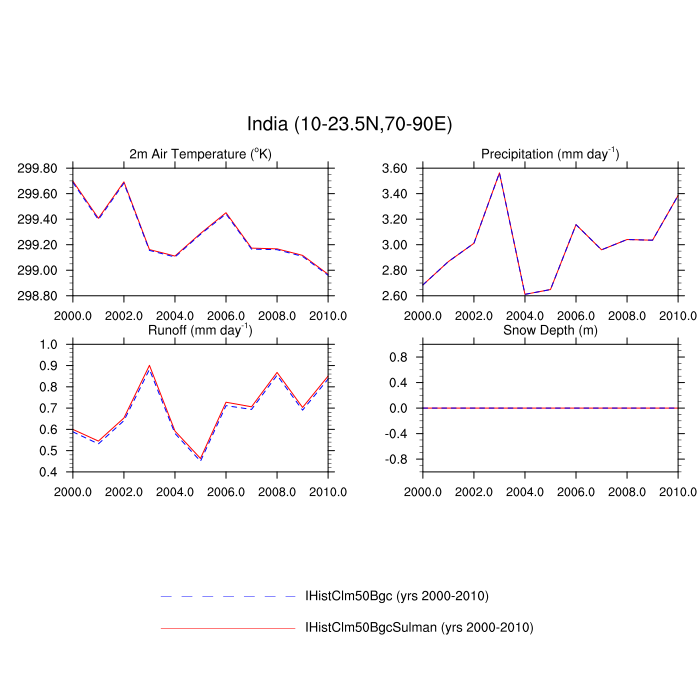 India (10-23.5N,70-90E)
2m Air Temperature (°K)
299.80
299.60
299.40
299.20
299.00
298.80
2000.0 2002.0 2004.0 2006.0 2008.0 2010.0
Precipitation (mm day⁻¹)
3.60
3.40
3.20
3.00
2.80
2.60
2000.0 2002.0 2004.0 2006.0 2008.0 2010.0
Runoff (mm day⁻¹)
1.0
0.9
0.8
0.7
0.6
0.5
0.4
2000.0 2002.0 2004.0 2006.0 2008.0 2010.0
Snow Depth (m)
0.8
0.4
0.0
-0.4
-0.8
2000.0 2002.0 2004.0 2006.0 2008.0 2010.0
IHistClm50Bgc (yrs 2000-2010)
IHistClm50BgcSulman (yrs 2000-2010)